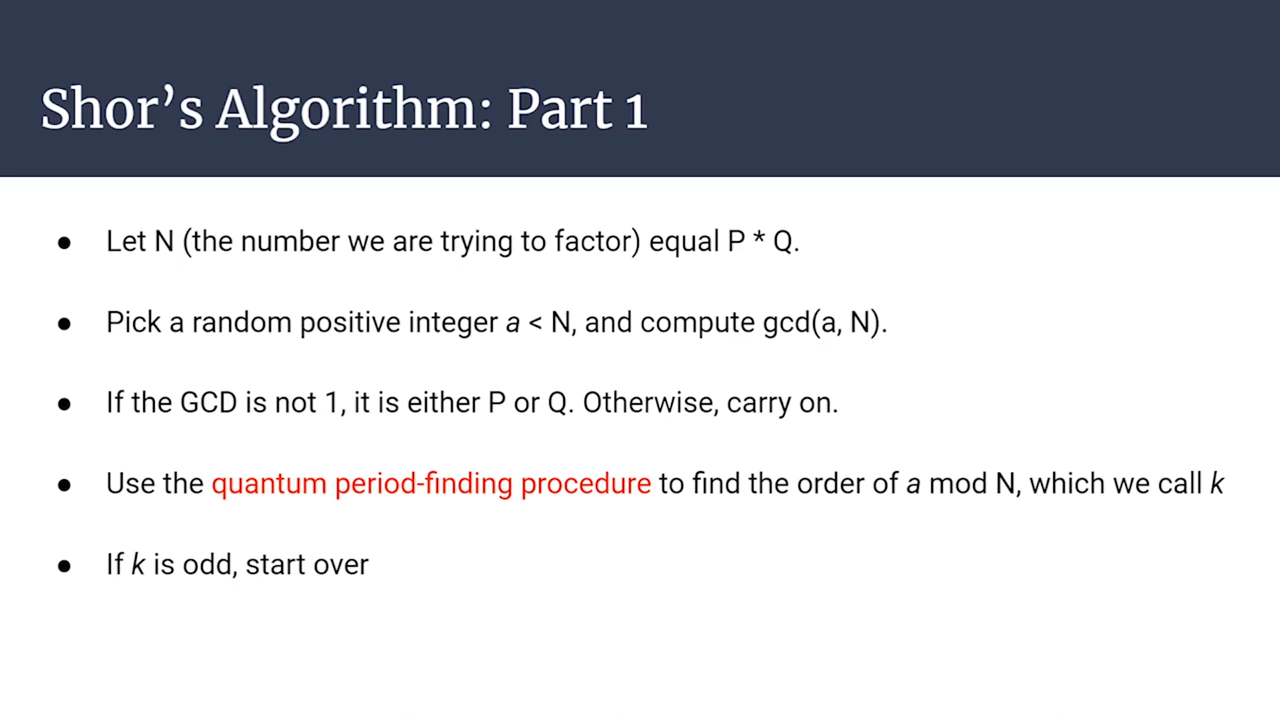 Shor’s Algorithm: Part 1
● Let N (the number we are trying to factor) equal P * Q.
● Pick a random positive integer a < N, and compute gcd(a, N).
● If the GCD is not 1, it is either P or Q. Otherwise, carry on.
● Use the quantum period-finding procedure to find the order of a mod N, which we call k
● If k is odd, start over